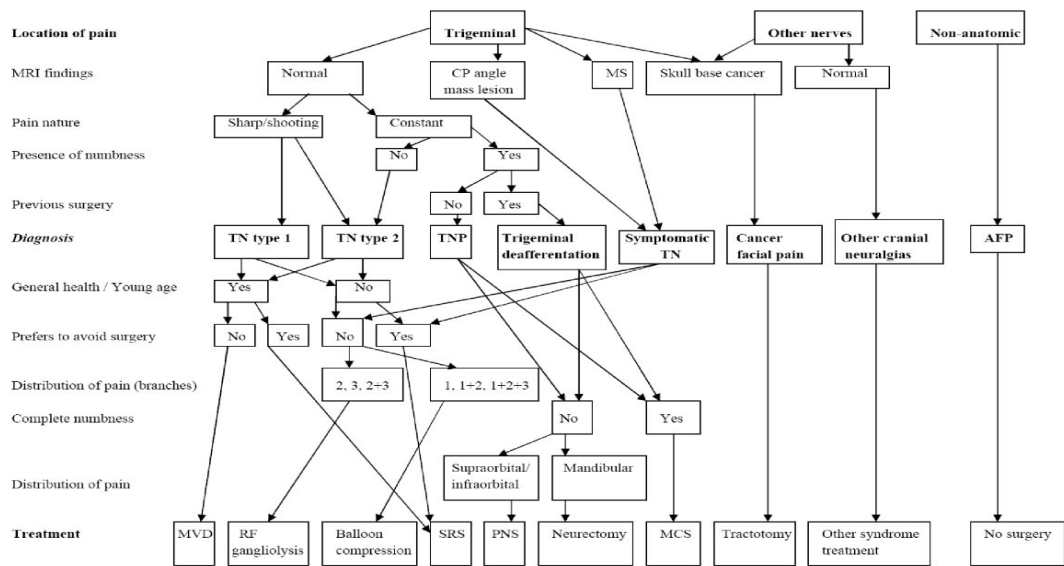 Location of pain
Trigeminal
Other nerves
Non-anatomic
MRI findings
Normal
CP angle
mass lesion
MS
Skull base cancer
Normal
Pain nature
Sharp/shooting
Constant
Presence of numbness
No
Yes
Previous surgery
No
Yes
Diagnosis
TN type 1
TN type 2
TNP
Trigeminal
deafferentation
Symptomatic
TN
Cancer
facial pain
Other cranial
neuralgias
AFP
General health / Young age
Yes
No
Prefers to avoid surgery
No
Yes
No
Yes
Distribution of pain (branches)
2, 3, 2+3
1, 1+2, 1+2+3
Complete numbness
No
Yes
Distribution of pain
Supraorbital/
infraorbital
Mandibular
Treatment
MVD
RF
gangliolysis
Balloon
compression
SRS
PNS
Neurectomy
MCS
Tractotomy
Other syndrome
treatment
No surgery